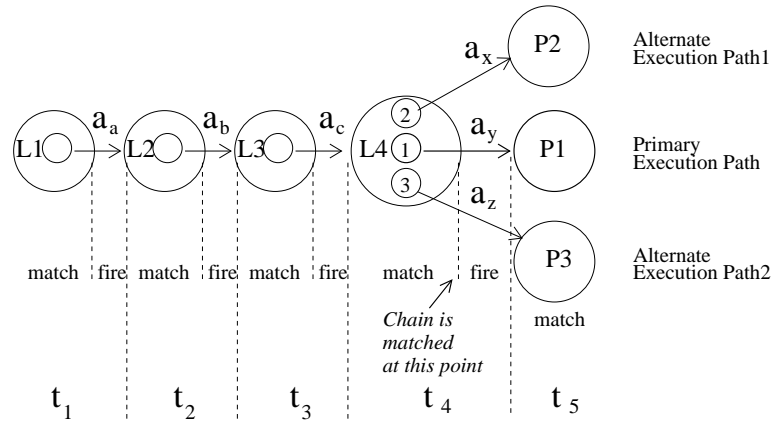 P2
Alternate
Execution Path1
a_x
2
L1
a_a
L2
a_b
L3
a_c
L4
1
a_y
P1
Primary
Execution Path
3
a_z
P3
Alternate
Execution Path2
match fire match fire match fire match fire
match
Chain is
matched
at this point
t_1 t_2 t_3 t_4 t_5